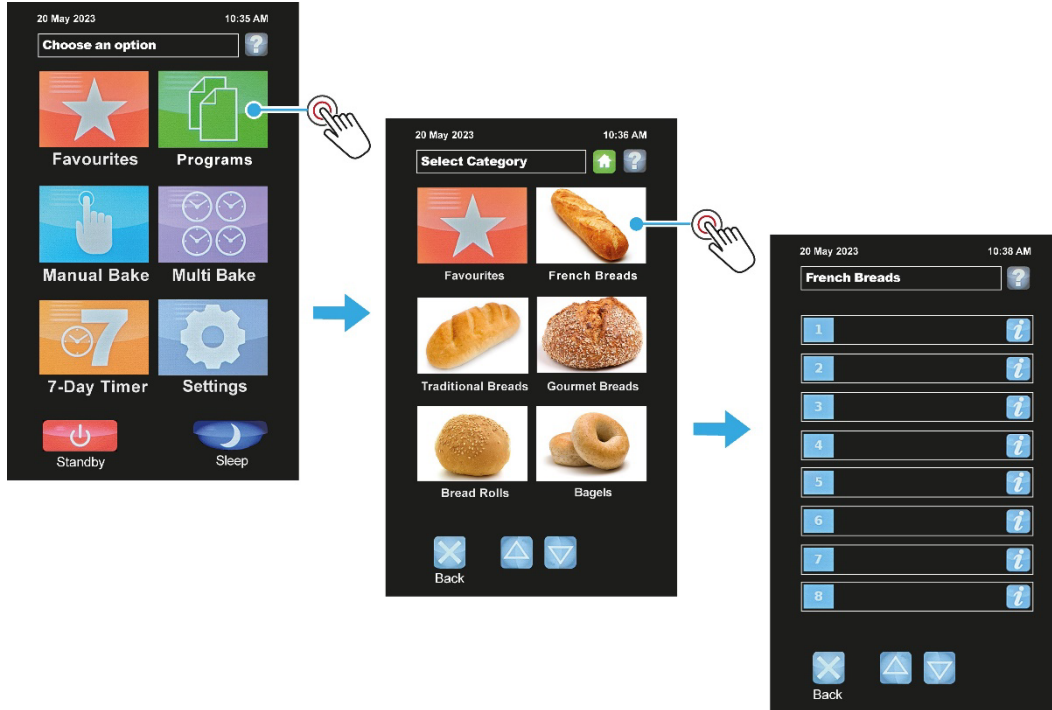 20 May 2023 10:35 AM
Choose an option ?
Favourites Programs
Manual Bake Multi Bake
7
7-Day Timer Settings
Standby Sleep
20 May 2023 10:36 AM
Select Category ?
Favourites French Breads
Traditional Breads Gourmet Breads
Bread Rolls Bagels
Back
20 May 2023 10:38 AM
French Breads ?
1 i
2 i
3 i
4 i
5 i
6 i
7 i
8 i
Back